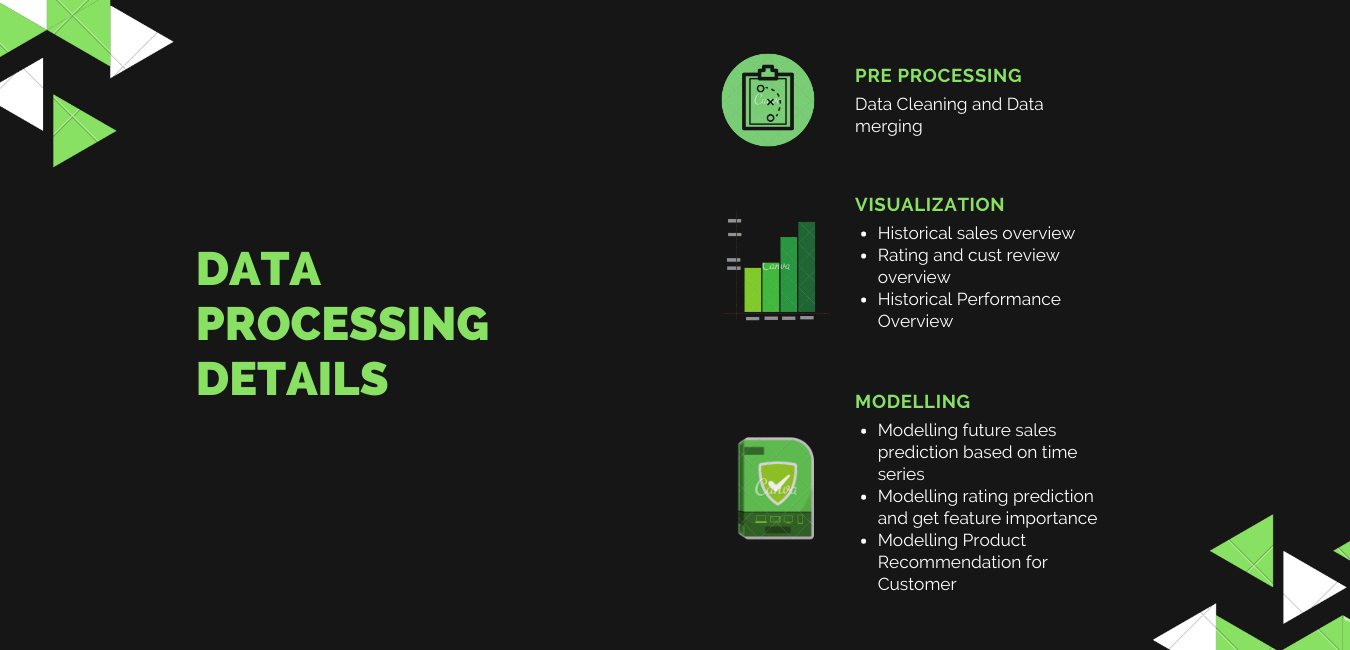 DATA
PROCESSING
DETAILS
PRE PROCESSING
Data Cleaning and Data
merging
VISUALIZATION
• Historical sales overview
• Rating and cust review
overview
• Historical Performance
Overview
Canva
MODELLING
• Modelling future sales
prediction based on time
series
• Modelling rating prediction
and get feature importance
• Modelling Product
Recommendation for
Customer
Canva